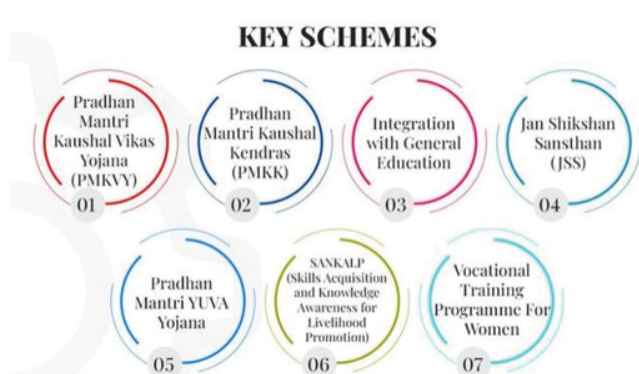 KEY SCHEMES
Pradhan
Mantri
Kaushal Vikas
Yojana
(PMKVY)
01
Pradhan
Mantri Kaushal
Kendras
(PMKK)
02
Integration
with General
Education
03
Jan Shikshan
Sansthan
(JSS)
04
Pradhan
Mantri YUVA
Yojana
05
SANKALP
(Skills Acquisition
and Knowledge
Awareness for
Livelihood
Promotion)
06
Vocational
Training
Programme For
Women
07